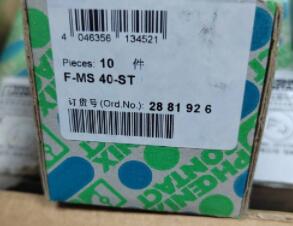 4 046356 134521
Pieces: 10 件
F-MS 40-ST
订货号(Ord.No.): 28 81 92 6
PHOENIX
CONTACT